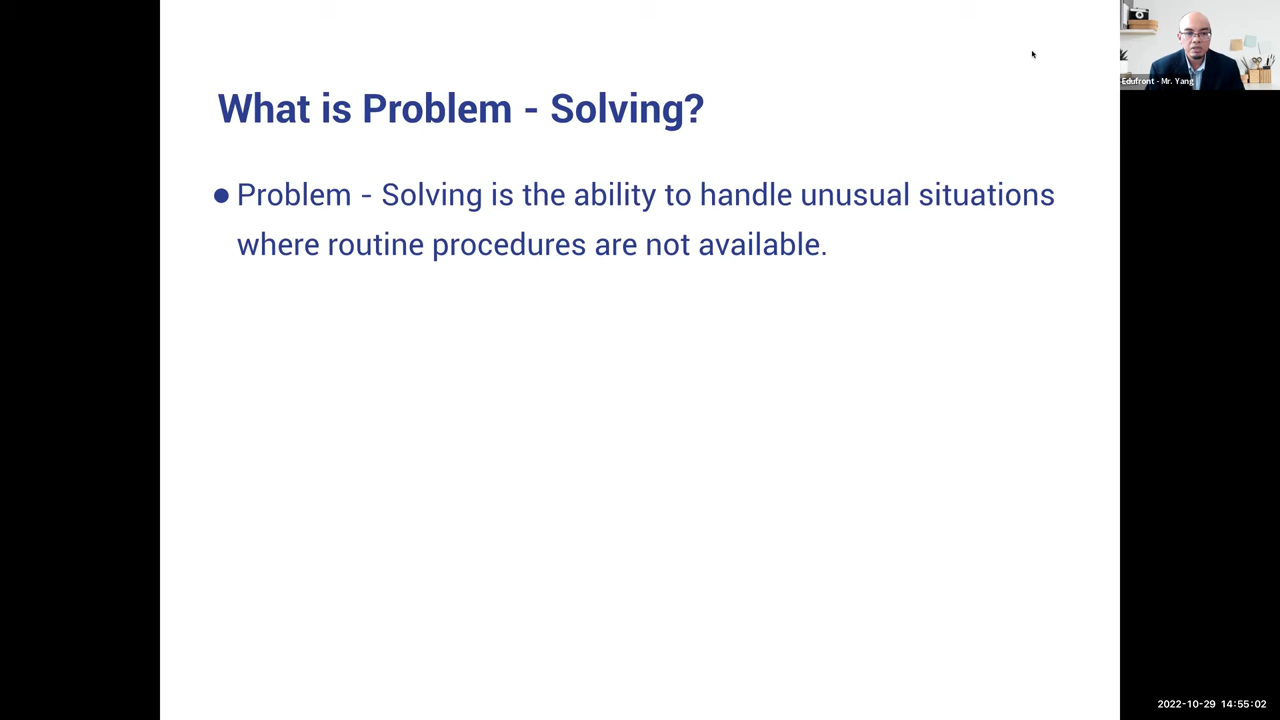 What is Problem - Solving?
● Problem - Solving is the ability to handle unusual situations
where routine procedures are not available.
Edufront - Mr. Yang
2022-10-29 14:55:02